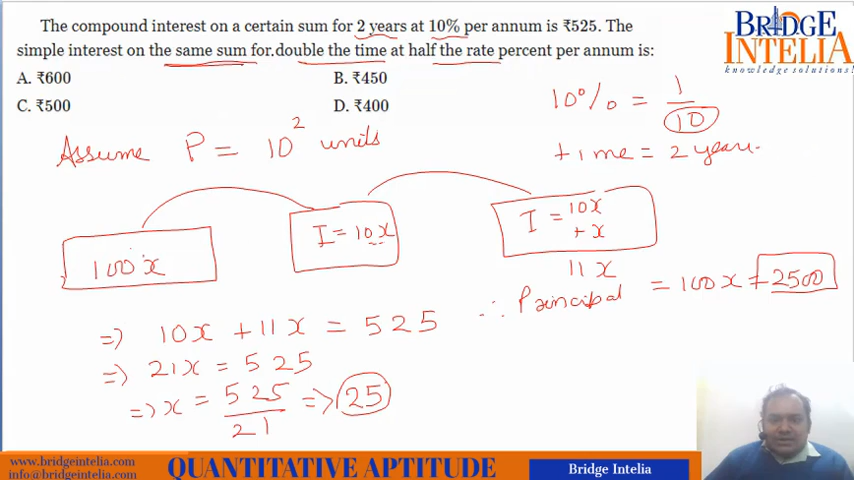 The compound interest on a certain sum for 2 years at 10% per annum is ₹525. The
simple interest on the same sum for double the time at half the rate percent per annum is:
A. ₹600 B. ₹450
C. ₹500 D. ₹400
BRIDGE
INTELIA
knowledge solutions
10% = 1/10
Assume P = 10² units
time = 2 years
100x
I = 10x
I = 10x
+ x
11x
∴ Principal = 100x = 2500
⇒ 10x + 11x = 525
⇒ 21x = 525
⇒ x = 525/21 ⇒ 25
www.bridgeintelia.com
info@bridgeintelia.com
QUANTITATIVE APTITUDE
Bridge Intelia